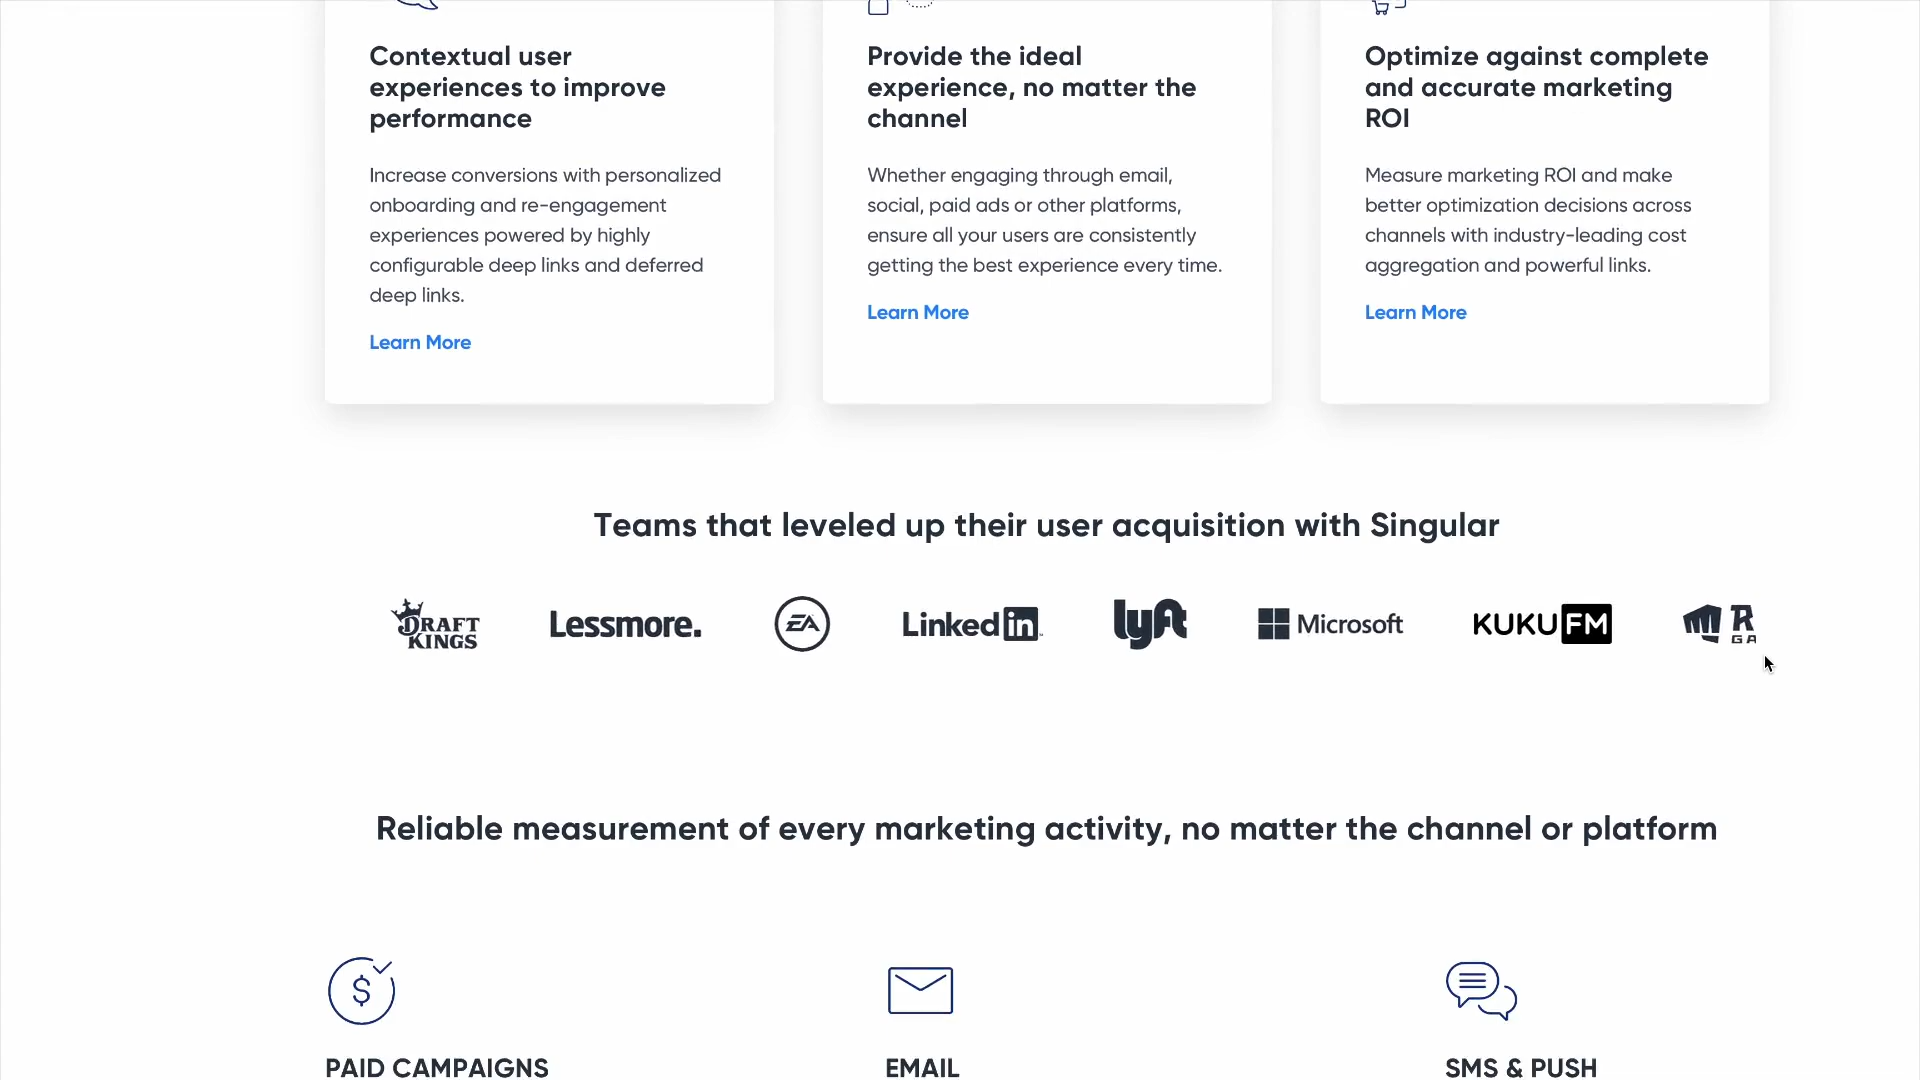 Contextual user
experiences to improve
performance
Increase conversions with personalized
onboarding and re-engagement
experiences powered by highly
configurable deep links and deferred
deep links.
Learn More
Provide the ideal
experience, no matter the
channel
Whether engaging through email,
social, paid ads or other platforms,
ensure all your users are consistently
getting the best experience every time.
Learn More
Optimize against complete
and accurate marketing
ROI
Measure marketing ROI and make
better optimization decisions across
channels with industry-leading cost
aggregation and powerful links.
Learn More
Teams that leveled up their user acquisition with Singular
DRAFT
KINGS
Lessmore.
EA
Linkedin
lyft
Microsoft
KUKU FM
R
GA
Reliable measurement of every marketing activity, no matter the channel or platform
$
PAID CAMPAIGNS
EMAIL
SMS & PUSH